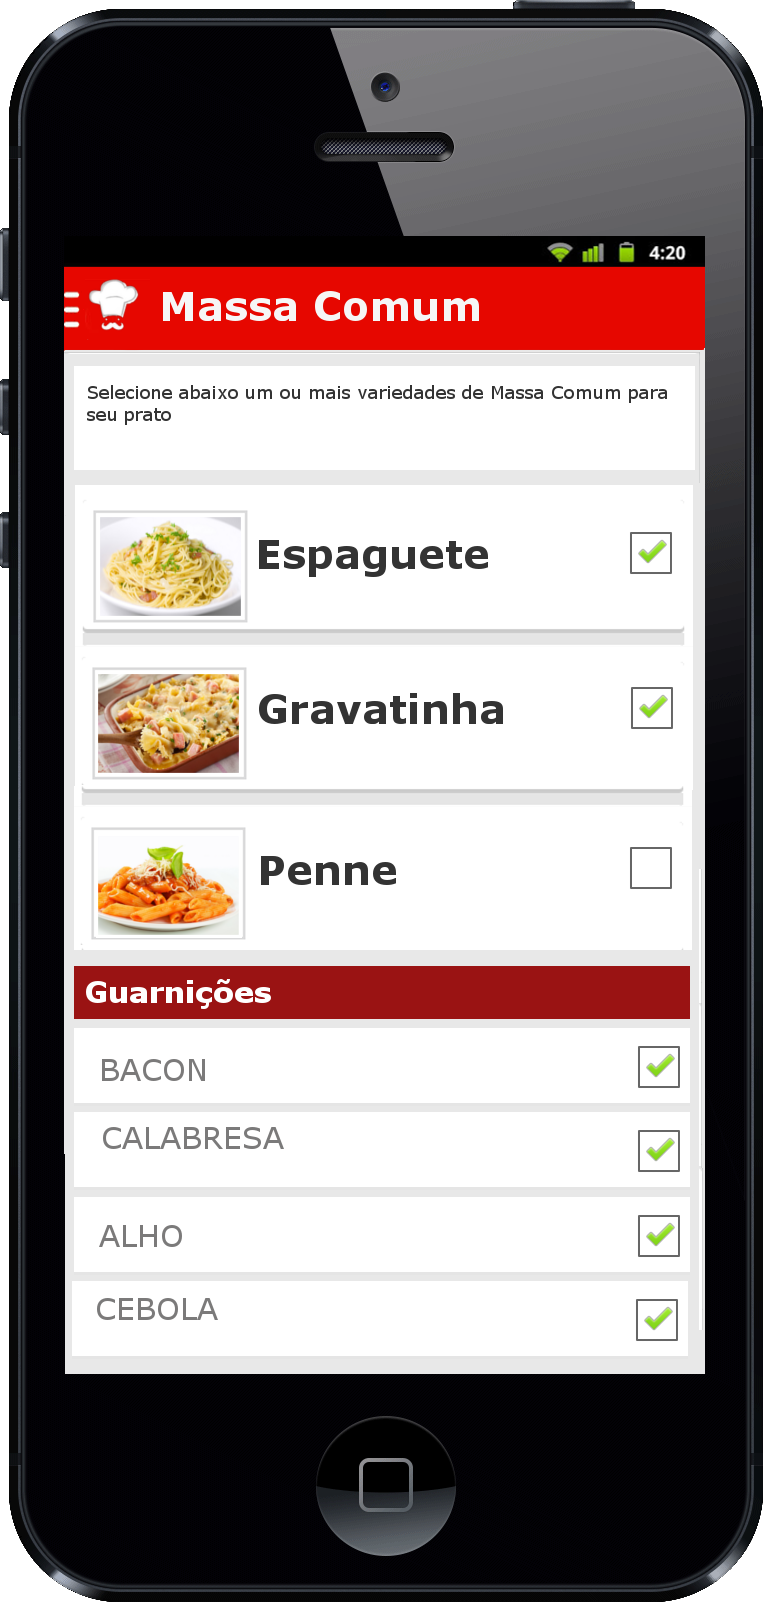 4:20
Massa Comum
Selecione abaixo um ou mais variedades de Massa Comum para
seu prato
Espaguete
Gravatinha
Penne
Guarnições
BACON
CALABRESA
ALHO
CEBOLA